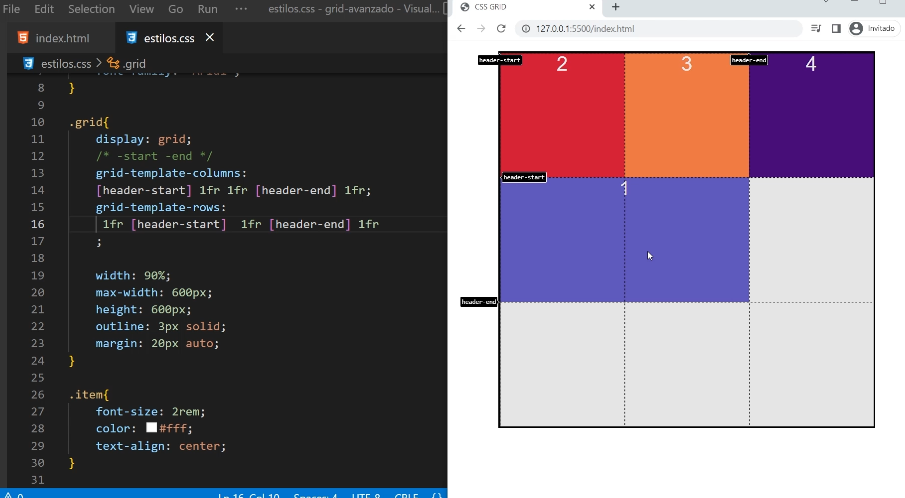 File Edit Selection View Go Run ··· estilos.css - grid-avanzado - Visual...
index.html estilos.css
estilos.css > .grid
8 }
9
10 .grid{
11 display: grid;
12 /* -start -end */
13 grid-template-columns:
14 [header-start] 1fr 1fr [header-end] 1fr;
15 grid-template-rows:
16 1fr [header-start] 1fr [header-end] 1fr
17 ;
18
19 width: 90%;
20 max-width: 600px;
21 height: 600px;
22 outline: 3px solid;
23 margin: 20px auto;
24 }
25
26 .item{
27 font-size: 2rem;
28 color: #fff;
29 text-align: center;
30 }
31
CSS GRID
127.0.0.1:5500/index.html
Invitado
header-start 2 3 header-end 4
header-start
1
header-end